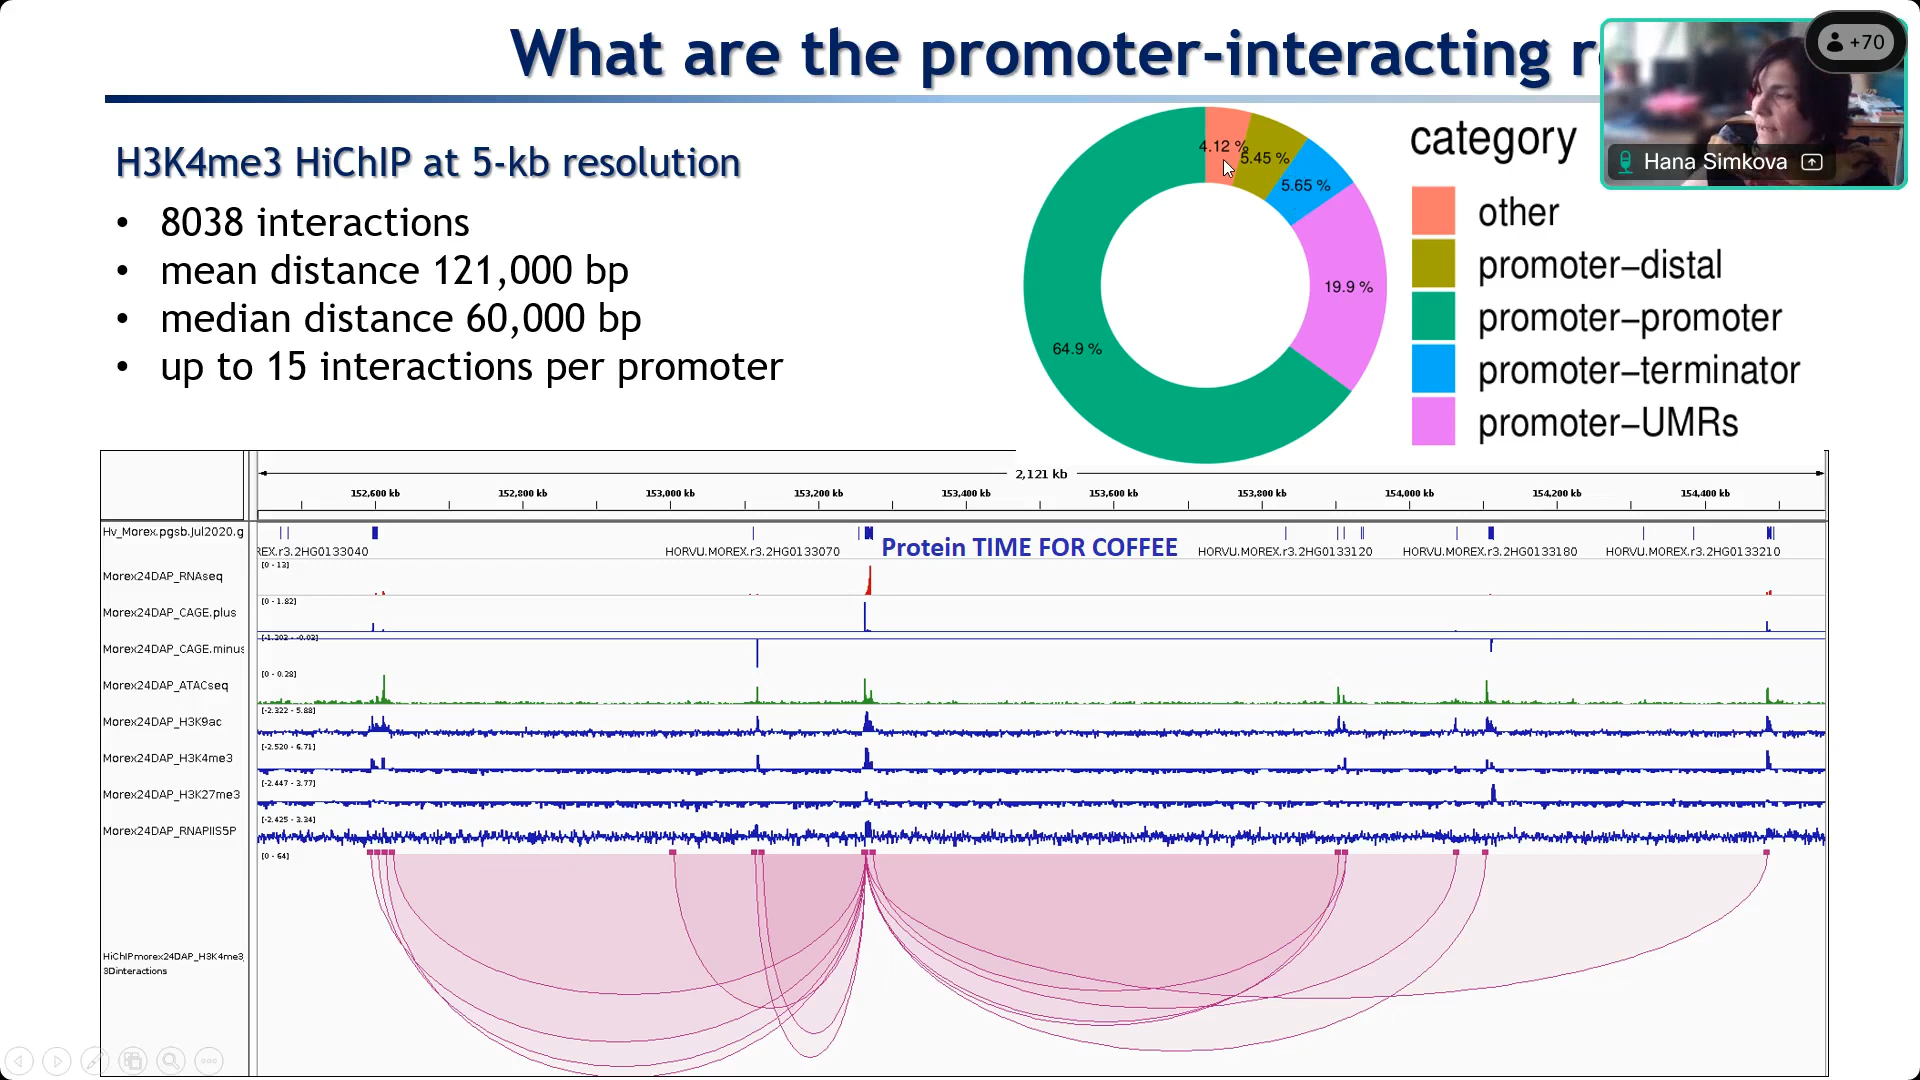 What are the promoter-interacting
+70
Hana Simkova
H3K4me3 HiChIP at 5-kb resolution
• 8038 interactions
• mean distance 121,000 bp
• median distance 60,000 bp
• up to 15 interactions per promoter
4.12 %
5.45 %
5.65 %
19.9 %
64.9 %
category
other
promoter–distal
promoter–promoter
promoter–terminator
promoter–UMRs
2,121 kb
152,600 kb 152,800 kb 153,000 kb 153,200 kb 153,400 kb 153,600 kb 153,800 kb 154,000 kb 154,200 kb 154,400 kb
Hv_Morex.pgsb.Jul2020.g
REX.r3.2HG0133040 HORVU.MOREX.r3.2HG0133070 Protein TIME FOR COFFEE HORVU.MOREX.r3.2HG0133120 HORVU.MOREX.r3.2HG0133180 HORVU.MOREX.r3.2HG0133210
[0 - 13]
Morex24DAP_RNAseq
[0 - 1.82]
Morex24DAP_CAGE.plus
[-1.202 - -0.03]
Morex24DAP_CAGE.minus
[0 - 0.28]
Morex24DAP_ATACseq
[-2.322 - 5.88]
Morex24DAP_H3K9ac
[-2.520 - 6.71]
Morex24DAP_H3K4me3
[-2.447 - 3.77]
Morex24DAP_H3K27me3
[-2.425 - 3.34]
Morex24DAP_RNAPIIS5P
[0 - 64]
HiChIPmorex24DAP_H3K4me3_
3Dinteractions